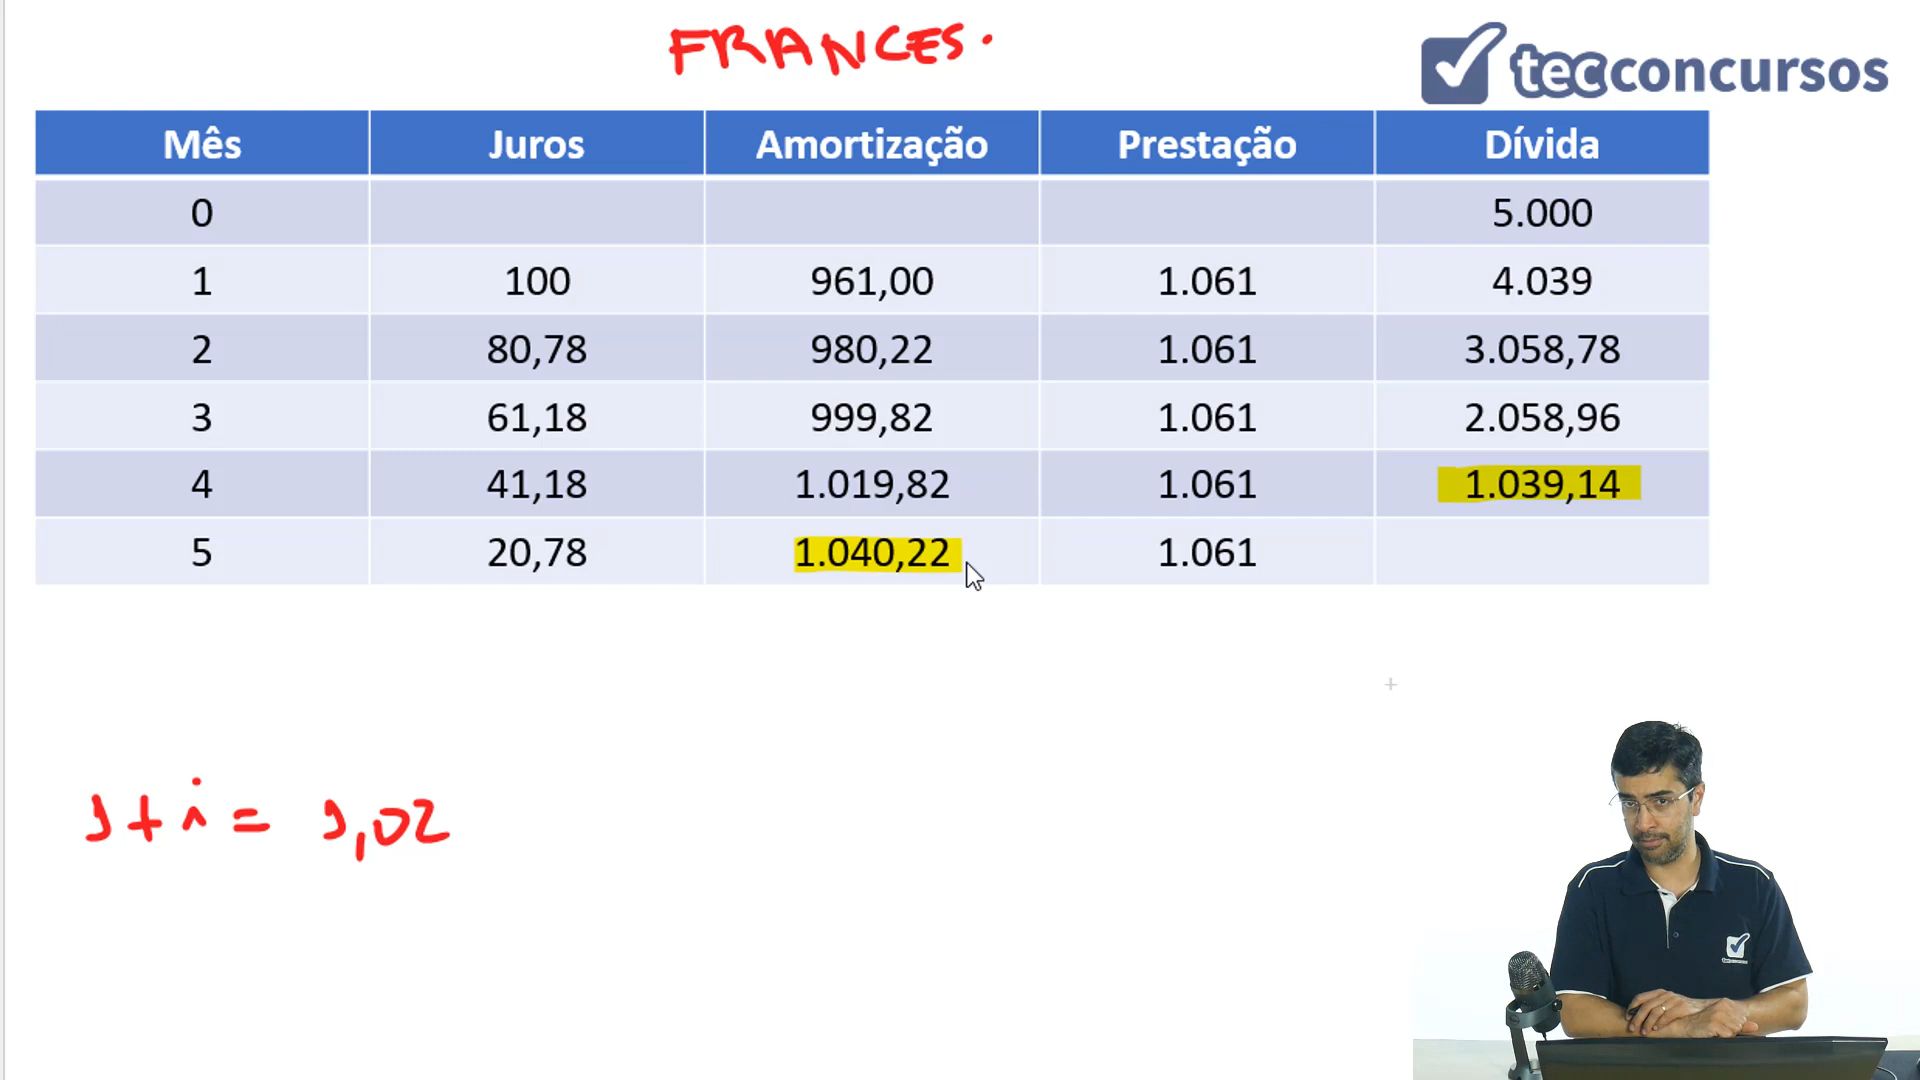 FRANCES.
tecconcursos
Mês Juros Amortização Prestação Dívida
0 5.000
1 100 961,00 1.061 4.039
2 80,78 980,22 1.061 3.058,78
3 61,18 999,82 1.061 2.058,96
4 41,18 1.019,82 1.061 1.039,14
5 20,78 1.040,22 1.061
1+i= 1,02